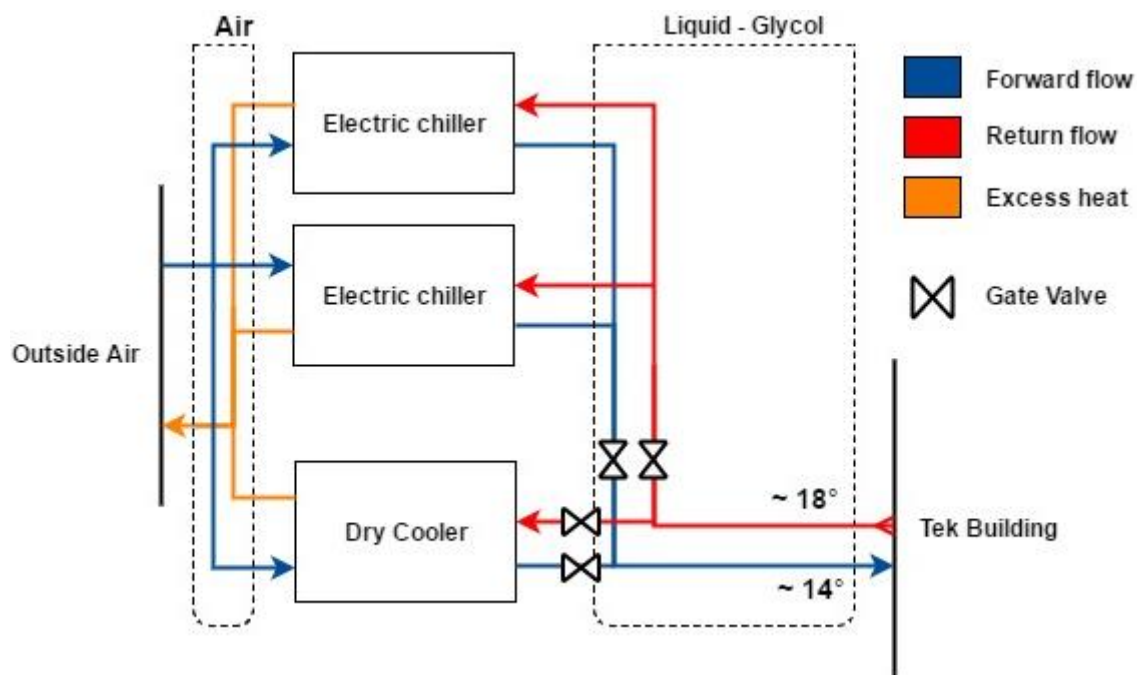 Air
Liquid - Glycol
Forward flow
Return flow
Excess heat
Gate Valve
Electric chiller
Electric chiller
Outside Air
Dry Cooler
~ 18°
~ 14°
Tek Building